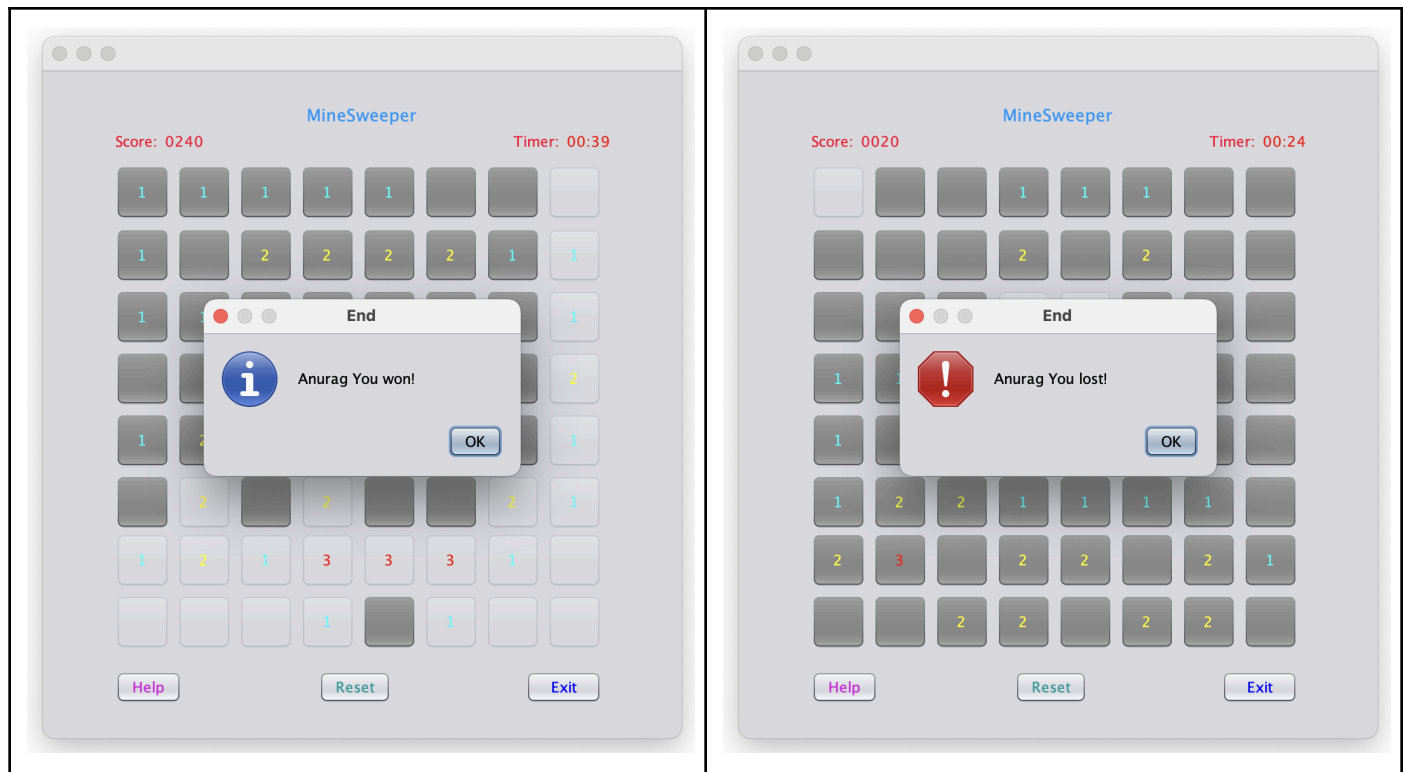 MineSweeper
Score: 0240 Timer: 00:39
1 1 1 1 1
1 2 2 2 2 1 1
1 1
End
Anurag You won!
2
1 1
OK
2 2 2 1
1 2 1 3 3 3 1
1 1
Help Reset Exit
MineSweeper
Score: 0020 Timer: 00:24
1 1 1
2 2
End
Anurag You lost!
1
1
OK
1 2 2 1 1 1 1
2 3 2 2 2 1
2 2 2 2
Help Reset Exit